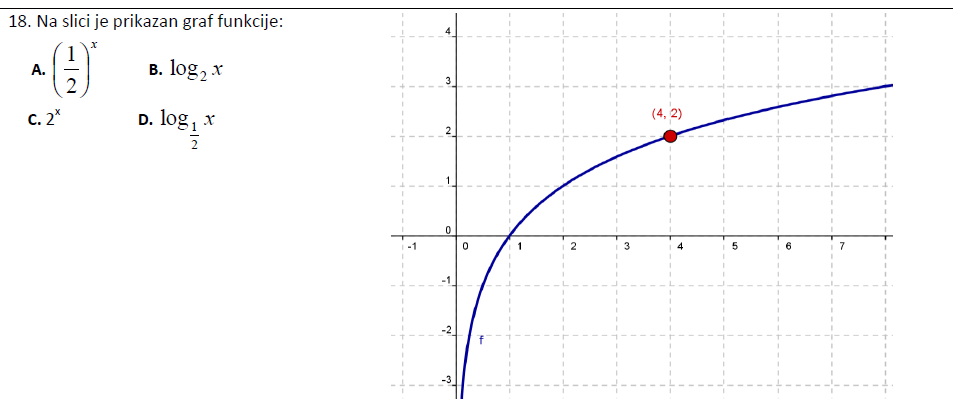 18. Na slici je prikazan graf funkcije:
A. (1/2)^x
B. log₂ x
C. 2ˣ
D. log_(1/2) x
4
3
2
1
0
-1
-2
-3
-1 0 1 2 3 4 5 6 7
(4, 2)
f